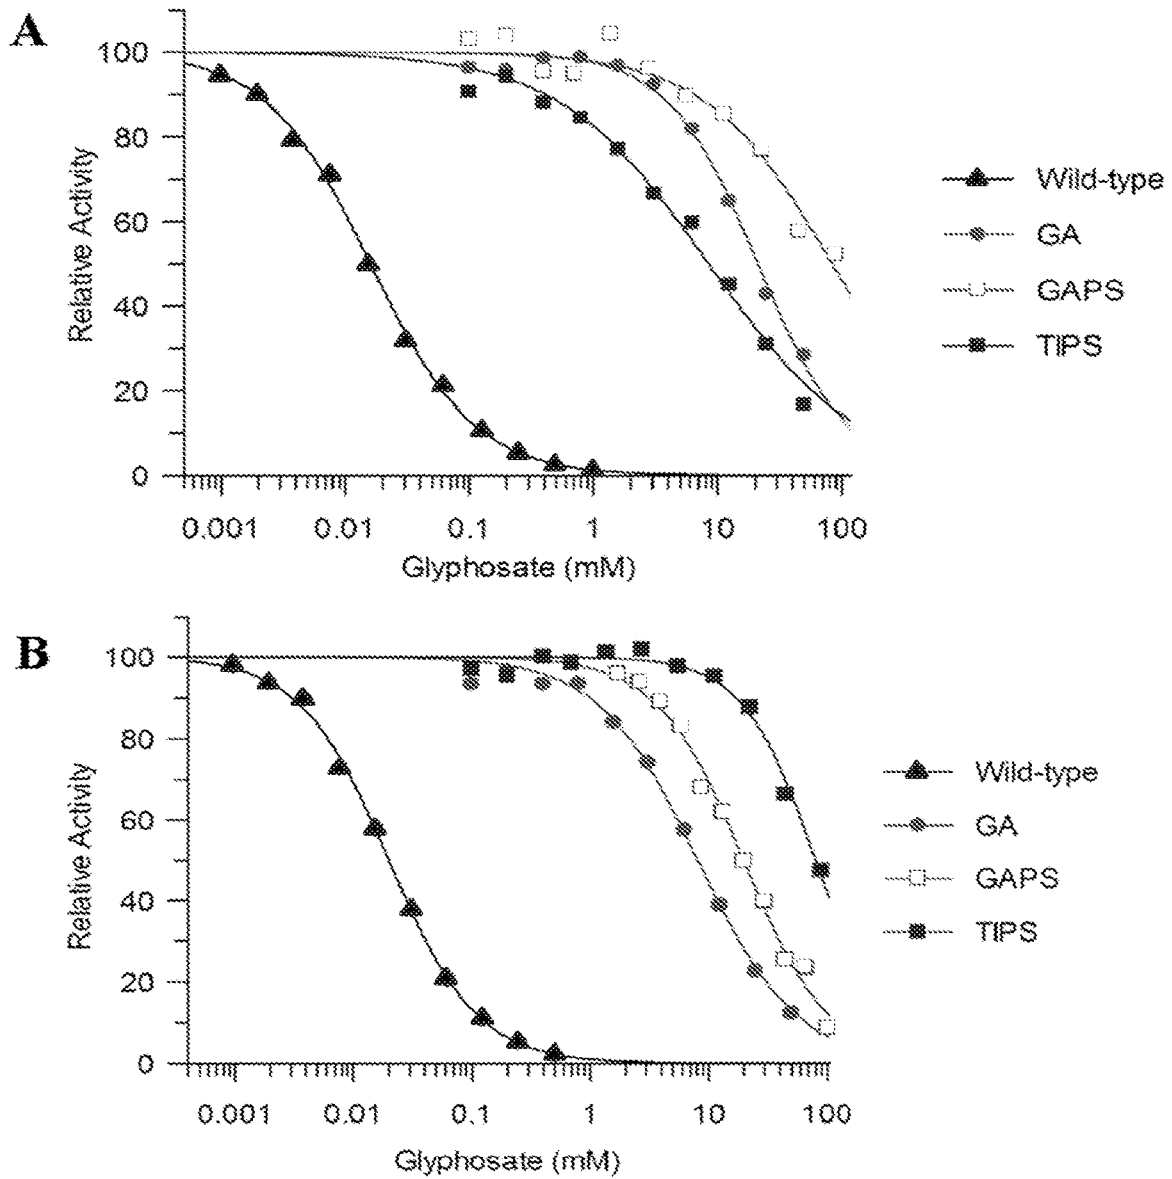 A
100
80
60
40
20
0
Relative Activity
0.001 0.01 0.1 1 10 100
Glyphosate (mM)
Wild-type
GA
GAPS
TIPS
B
100
80
60
40
20
0
Relative Activity
0.001 0.01 0.1 1 10 100
Glyphosate (mM)
Wild-type
GA
GAPS
TIPS